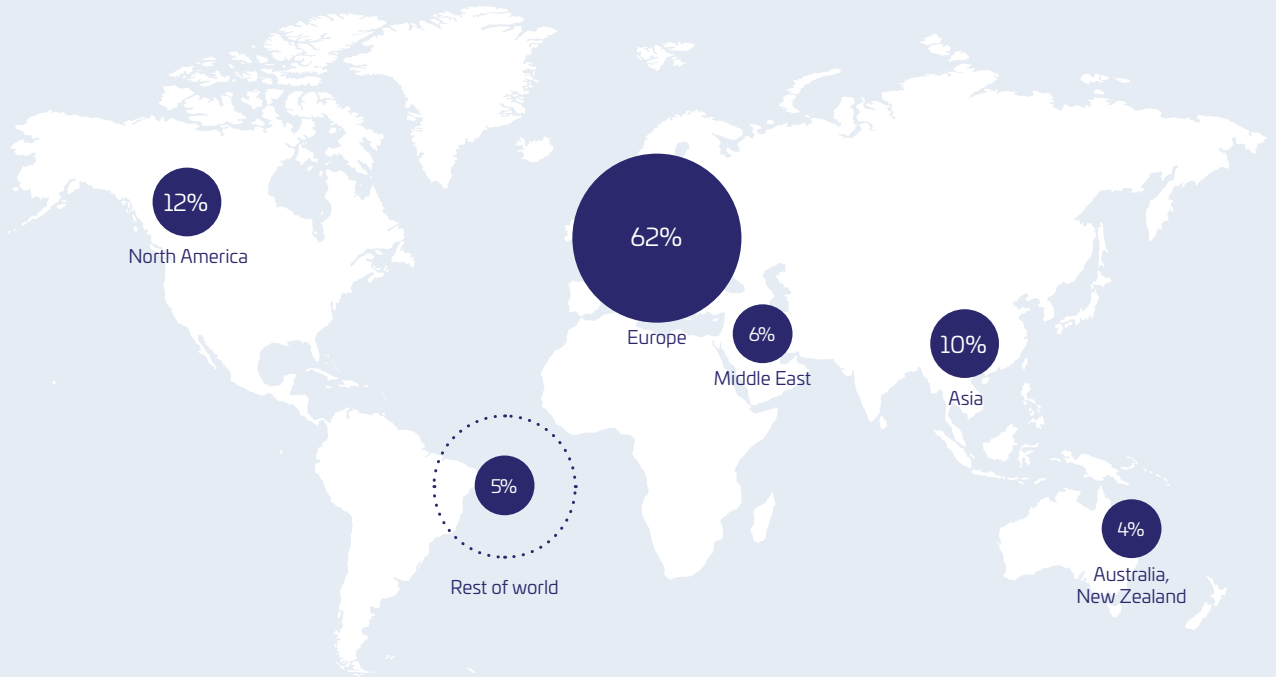 12%
North America
62%
Europe
6%
Middle East
10%
Asia
5%
Rest of world
4%
Australia,
New Zealand